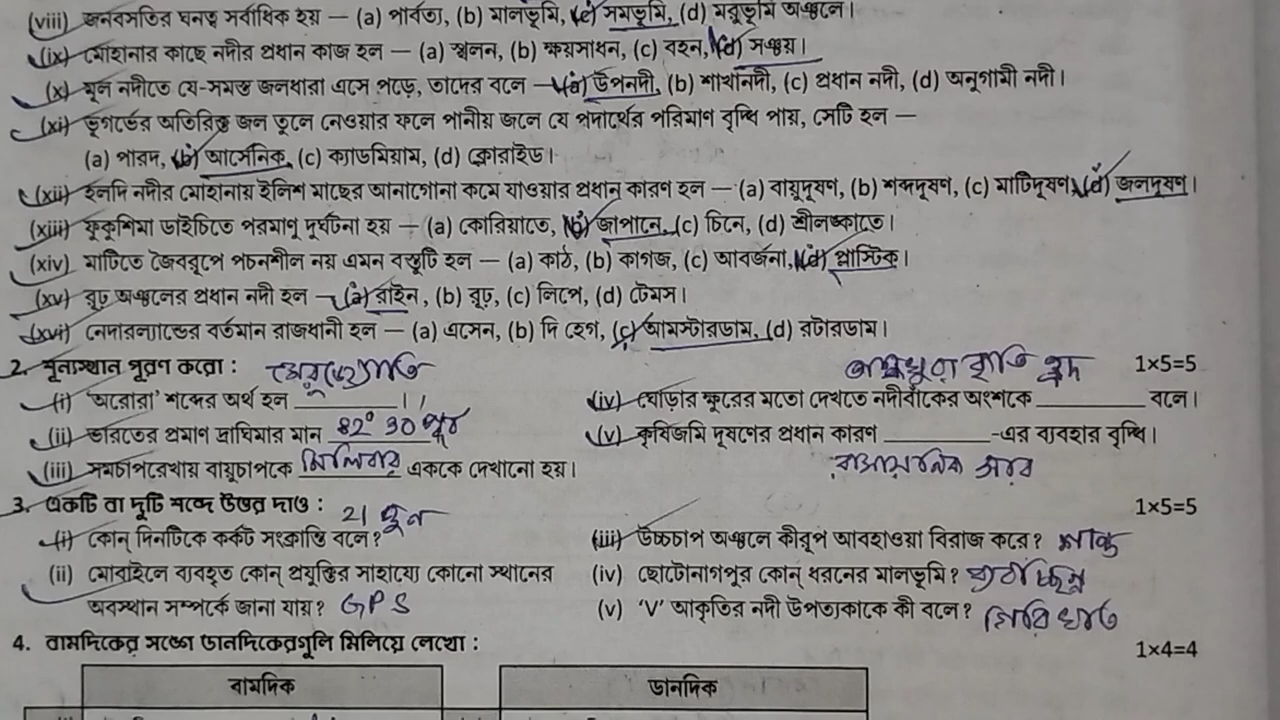 (viii) জনবসতির ঘনত্ব সর্বাধিক হয় — (a) পার্বত্য, (b) মালভূমি, (c) সমভূমি, (d) মরুভূমি অঞ্চলে।
(ix) মোহানার কাছে নদীর প্রধান কাজ হল — (a) স্খলন, (b) ক্ষয়সাধন, (c) বহন, (d) সঞ্চয়।
(x) মূল নদীতে যে-সমস্ত জলধারা এসে পড়ে, তাদের বলে — (a) উপনদী, (b) শাখানদী, (c) প্রধান নদী, (d) অনুগামী নদী।
(xi) ভূগর্ভের অতিরিক্ত জল তুলে নেওয়ার ফলে পানীয় জলে যে পদার্থের পরিমাণ বৃদ্ধি পায়, সেটি হল —
(a) পারদ, (b) আর্সেনিক, (c) ক্যাডমিয়াম, (d) ক্লোরাইড।
(xii) হলদি নদীর মোহানায় ইলিশ মাছের আনাগোনা কমে যাওয়ার প্রধান কারণ হল — (a) বায়ুদূষণ, (b) শব্দদূষণ, (c) মাটিদূষণ, (d) জলদূষণ।
(xiii) ফুকুশিমা ডাইচিতে পরমাণু দুর্ঘটনা হয় — (a) কোরিয়াতে, (b) জাপানে, (c) চিনে, (d) শ্রীলঙ্কাতে।
(xiv) মাটিতে জৈবরূপে পচনশীল নয় এমন বস্তুটি হল — (a) কাঠ, (b) কাগজ, (c) আবর্জনা, (d) প্লাস্টিক।
(xv) রূঢ় অঞ্চলের প্রধান নদী হল — (a) রাইন, (b) রূঢ়, (c) লিপে, (d) টেমস।
(xvi) নেদারল্যান্ডের বর্তমান রাজধানী হল — (a) এসেন, (b) দি হেগ, (c) আমস্টারডাম, (d) রটারডাম।
2. শূন্যস্থান পূরণ করো : মেরুজ্যোতি অশ্বখুরাকৃতি হ্রদ 1×5=5
(i) 'অরোরা' শব্দের অর্থ হল ________।
(iv) ঘোড়ার ক্ষুরের মতো দেখতে নদীবাঁকের অংশকে ________ বলে।
(ii) ভারতের প্রমাণ দ্রাঘিমার মান 82° 30 পূর্ব
(v) কৃষিজমি দূষণের প্রধান কারণ ________-এর ব্যবহার বৃদ্ধি।
(iii) সমচাপরেখায় বায়ুচাপকে মিলিবার এককে দেখানো হয়।
রাসায়নিক সার
3. একটি বা দুটি শব্দে উত্তর দাও : 1×5=5
21 জুন
(i) কোন্ দিনটিকে কর্কট সংক্রান্তি বলে?
(iii) উচ্চচাপ অঞ্চলে কীরূপ আবহাওয়া বিরাজ করে? শান্ত
(ii) মোবাইলে ব্যবহৃত কোন্ প্রযুক্তির সাহায্যে কোনো স্থানের
(iv) ছোটোনাগপুর কোন্ ধরনের মালভূমি?
অবস্থান সম্পর্কে জানা যায়? GPS
(v) 'V' আকৃতির নদী উপত্যকাকে কী বলে? গিরিখাত
4. বামদিকের সঙ্গে ডানদিকেরগুলি মিলিয়ে লেখো : 1×4=4
বামদিক ডানদিক